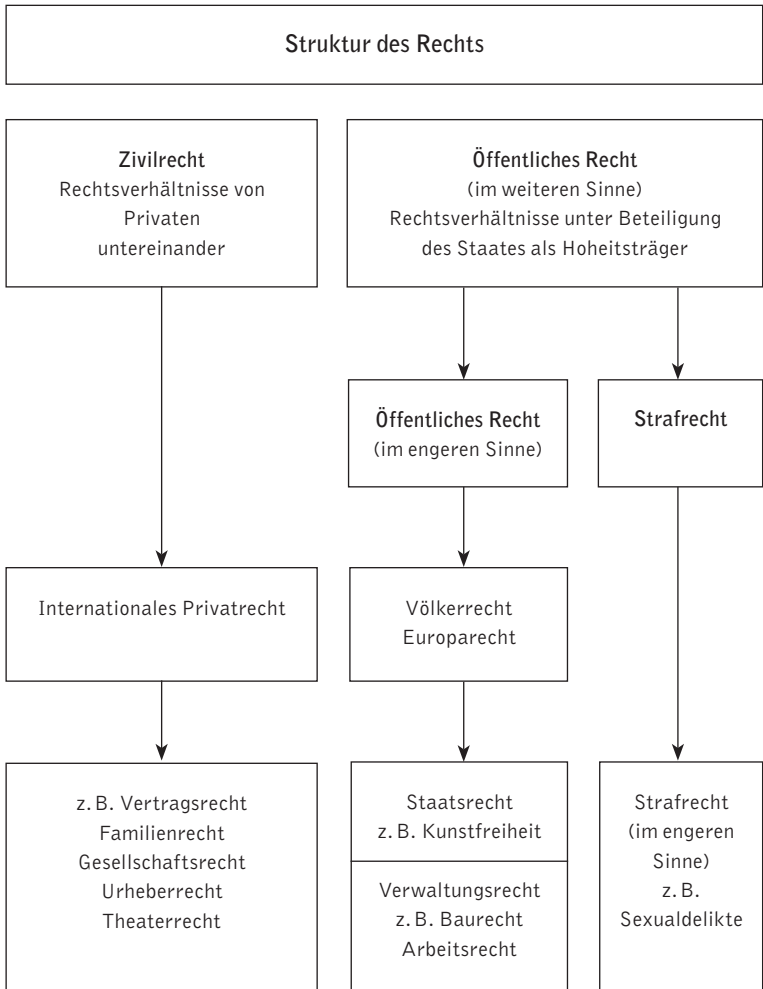 Struktur des Rechts
Zivilrecht
Rechtsverhältnisse von
Privaten
untereinander
Öffentliches Recht
(im weiteren Sinne)
Rechtsverhältnisse unter Beteiligung
des Staates als Hoheitsträger
Öffentliches Recht
(im engeren Sinne)
Strafrecht
Internationales Privatrecht
Völkerrecht
Europarecht
z. B. Vertragsrecht
Familienrecht
Gesellschaftsrecht
Urheberrecht
Theaterrecht
Staatsrecht
z. B. Kunstfreiheit
Verwaltungsrecht
z. B. Baurecht
Arbeitsrecht
Strafrecht
(im engeren
Sinne)
z. B.
Sexualdelikte